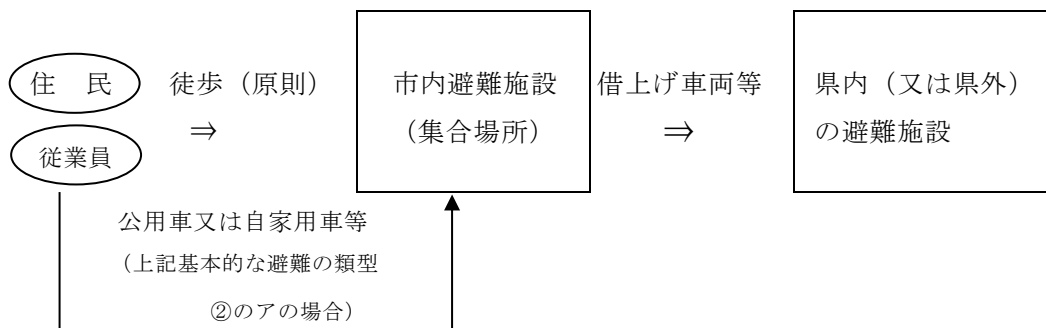 住　民
従業員
徒歩（原則）
⇒
市内避難施設
（集合場所）
借上げ車両等
⇒
県内（又は県外）
の避難施設
公用車又は自家用車等
（上記基本的な避難の類型
②のアの場合）